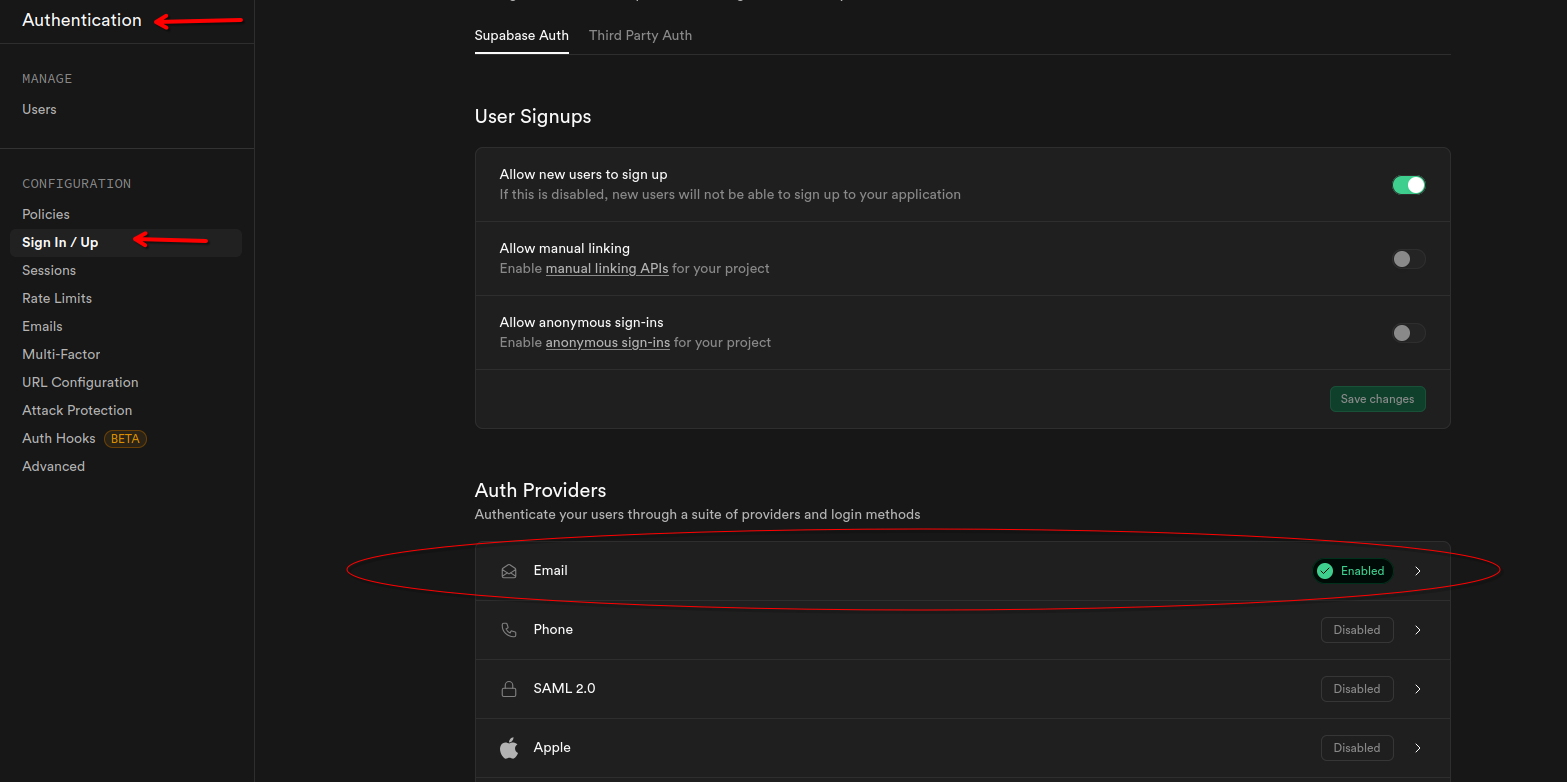 Authentication
MANAGE
Users
CONFIGURATION
Policies
Sign In / Up
Sessions
Rate Limits
Emails
Multi-Factor
URL Configuration
Attack Protection
Auth Hooks BETA
Advanced
Supabase Auth Third Party Auth
User Signups
Allow new users to sign up
If this is disabled, new users will not be able to sign up to your application
Allow manual linking
Enable manual linking APIs for your project
Allow anonymous sign-ins
Enable anonymous sign-ins for your project
Save changes
Auth Providers
Authenticate your users through a suite of providers and login methods
Email Enabled
Phone Disabled
SAML 2.0 Disabled
Apple Disabled